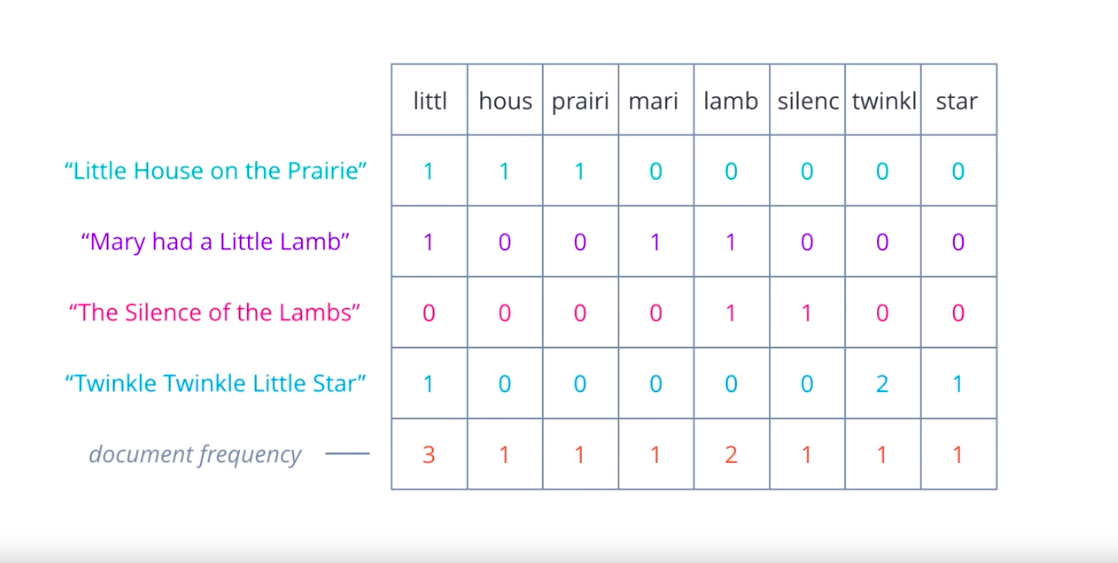 littl hous prairi mari lamb silenc twinkl star
“Little House on the Prairie” 1 1 1 0 0 0 0 0
“Mary had a Little Lamb” 1 0 0 1 1 0 0 0
“The Silence of the Lambs” 0 0 0 0 1 1 0 0
“Twinkle Twinkle Little Star” 1 0 0 0 0 0 2 1
document frequency 3 1 1 1 2 1 1 1